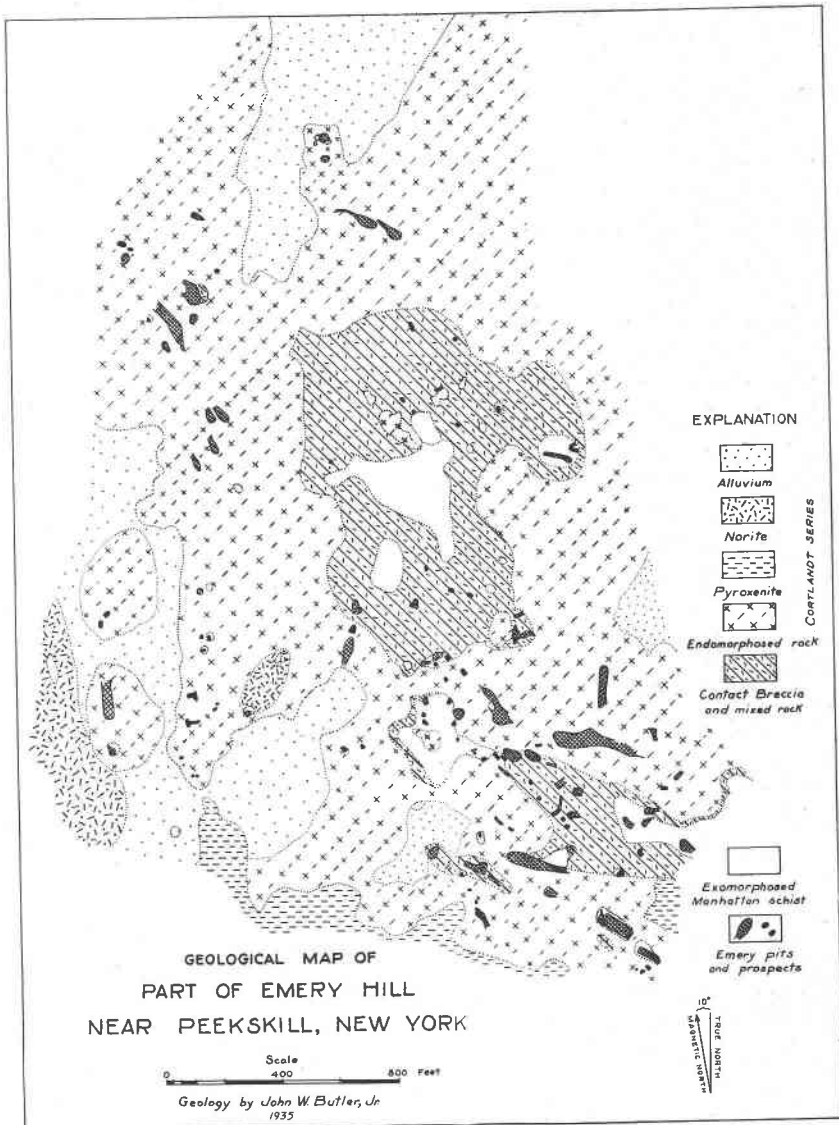 EXPLANATION
Alluvium
Norite
Pyroxenite
Endomorphosed rock
Contact Breccia
and mixed rock
CORTLANDT SERIES
Exomorphosed
Manhattan schist
Emery pits
and prospects
GEOLOGICAL MAP OF
PART OF EMERY HILL
NEAR PEEKSKILL, NEW YORK
Scale
0 400 800 Feet
Geology by John W. Butler, Jr
1935
10°
MAGNETIC NORTH
TRUE NORTH